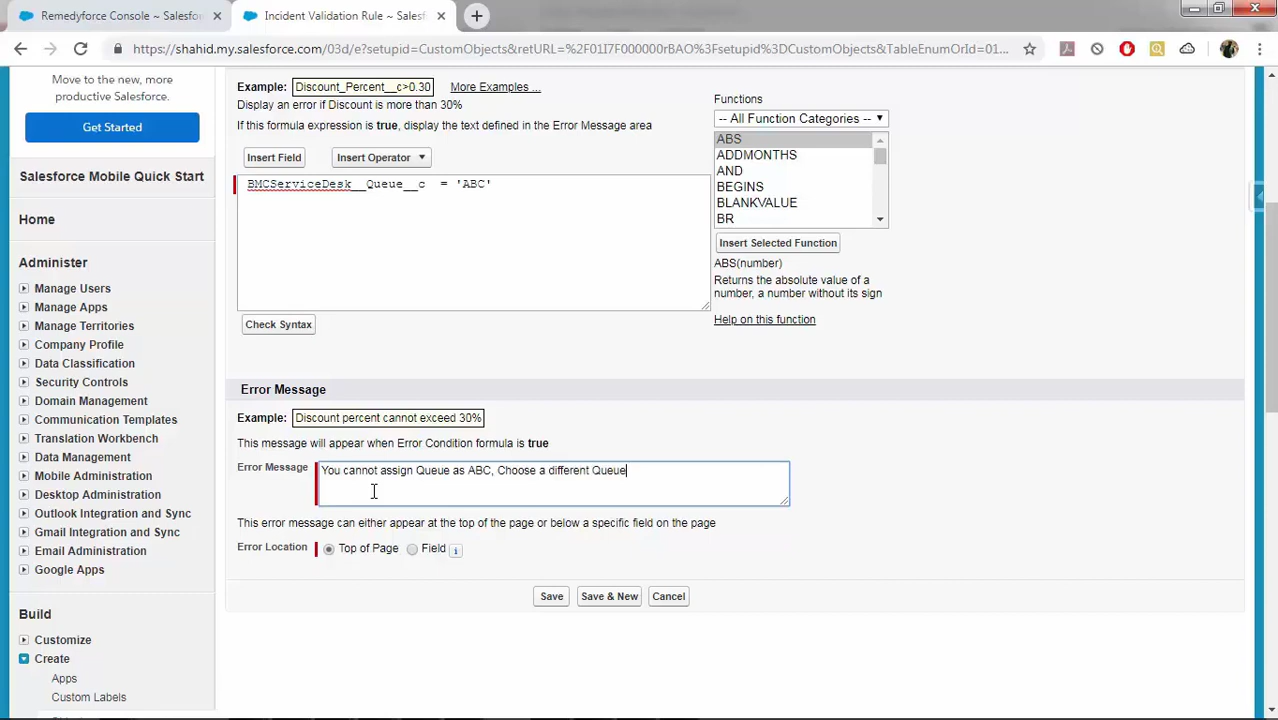 Remedyforce Console ~ Salesfo
Incident Validation Rule ~ Salesf
https://shahid.my.salesforce.com/03d/e?setupid=CustomObjects&retURL=%2F01I7F000000rBAO%3Fsetupid%3DCustomObjects&TableEnumOrId=01...
Move to the new, more
productive Salesforce.
Get Started
Salesforce Mobile Quick Start
Home
Administer
Manage Users
Manage Apps
Manage Territories
Company Profile
Data Classification
Security Controls
Domain Management
Communication Templates
Translation Workbench
Data Management
Mobile Administration
Desktop Administration
Outlook Integration and Sync
Gmail Integration and Sync
Email Administration
Google Apps
Build
Customize
Create
Apps
Custom Labels
Example: Discount_Percent__c>0.30 More Examples ...
Display an error if Discount is more than 30%
If this formula expression is true, display the text defined in the Error Message area
Insert Field Insert Operator
BMCServiceDesk__Queue__c = 'ABC'
Check Syntax
Functions
-- All Function Categories --
ABS
ADDMONTHS
AND
BEGINS
BLANKVALUE
BR
Insert Selected Function
ABS(number)
Returns the absolute value of a
number, a number without its sign
Help on this function
Error Message
Example: Discount percent cannot exceed 30%
This message will appear when Error Condition formula is true
Error Message You cannot assign Queue as ABC, Choose a different Queue
This error message can either appear at the top of the page or below a specific field on the page
Error Location Top of Page Field i
Save Save & New Cancel